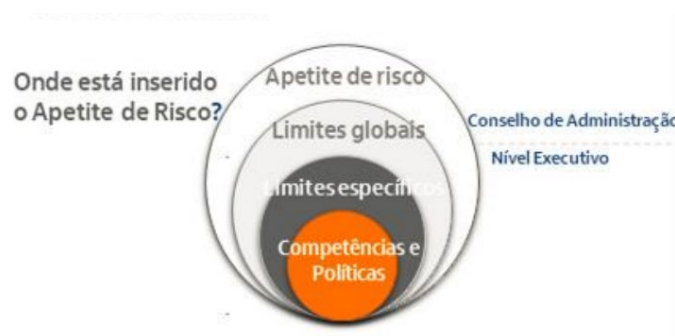 Onde está inserido
o Apetite de Risco?
Apetite de risco
Limites globais
Conselho de Administração
Nível Executivo
Limites específicos
Competências e
Políticas